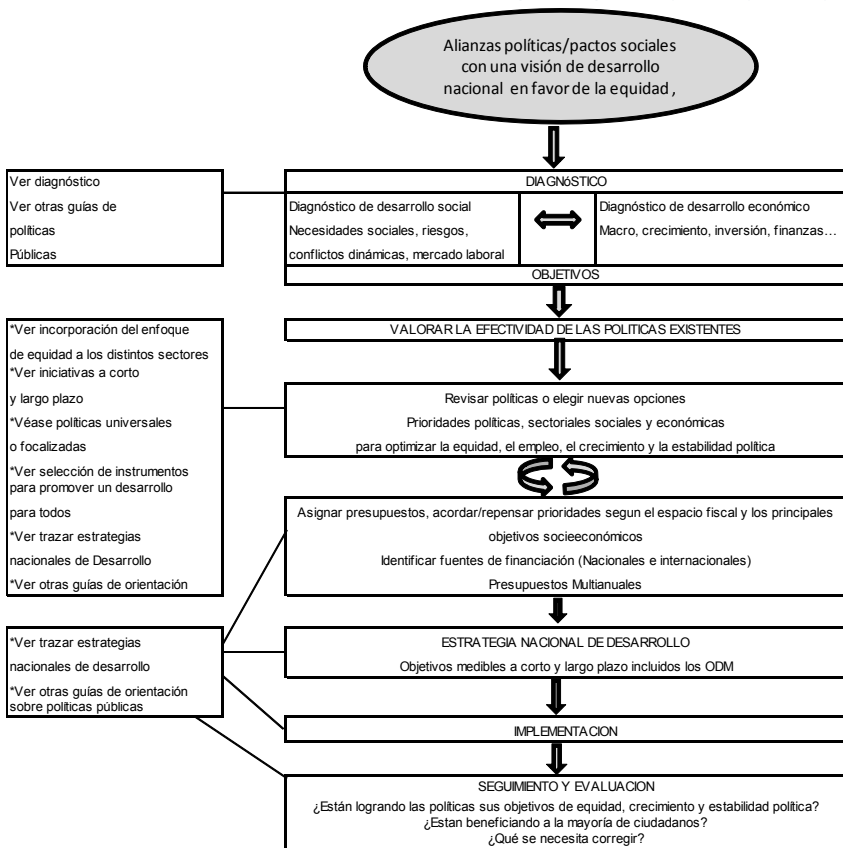 Alianzas políticas/pactos sociales
con una visión de desarrollo
nacional en favor de la equidad ,
Ver diagnóstico
Ver otras guías de
políticas
Públicas
DIAGNóSTICO
Diagnóstico de desarrollo social
Necesidades sociales, riesgos,
conflictos dinámicas, mercado laboral
Diagnóstico de desarrollo económico
Macro, crecimiento, inversión, finanzas…
OBJETIVOS
VALORAR LA EFECTIVIDAD DE LAS POLITICAS EXISTENTES
*Ver incorporación del enfoque
de equidad a los distintos sectores
*Ver iniciativas a corto
y largo plazo
*Véase políticas universales
o focalizadas
*Ver selección de instrumentos
para promover un desarrollo
para todos
*Ver trazar estrategias
nacionales de Desarrollo
*Ver otras guías de orientación
Revisar políticas o elegir nuevas opciones
Prioridades políticas, sectoriales sociales y económicas
para optimizar la equidad, el empleo, el crecimiento y la estabilidad política
Asignar presupuestos, acordar/repensar prioridades segun el espacio fiscal y los principales
objetivos socieeconómicos
Identificar fuentes de financiación (Nacionales e internacionales)
Presupuestos Multianuales
*Ver trazar estrategias
nacionales de desarrollo
*Ver otras guías de orientación
sobre políticas públicas
ESTRATEGIA NACIONAL DE DESARROLLO
Objetivos medibles a corto y largo plazo incluidos los ODM
IMPLEMENTACION
SEGUIMIENTO Y EVALUACION
¿Están logrando las políticas sus objetivos de equidad, crecimiento y estabilidad política?
¿Estan beneficiando a la mayoría de ciudadanos?
¿Qué se necesita corregir?